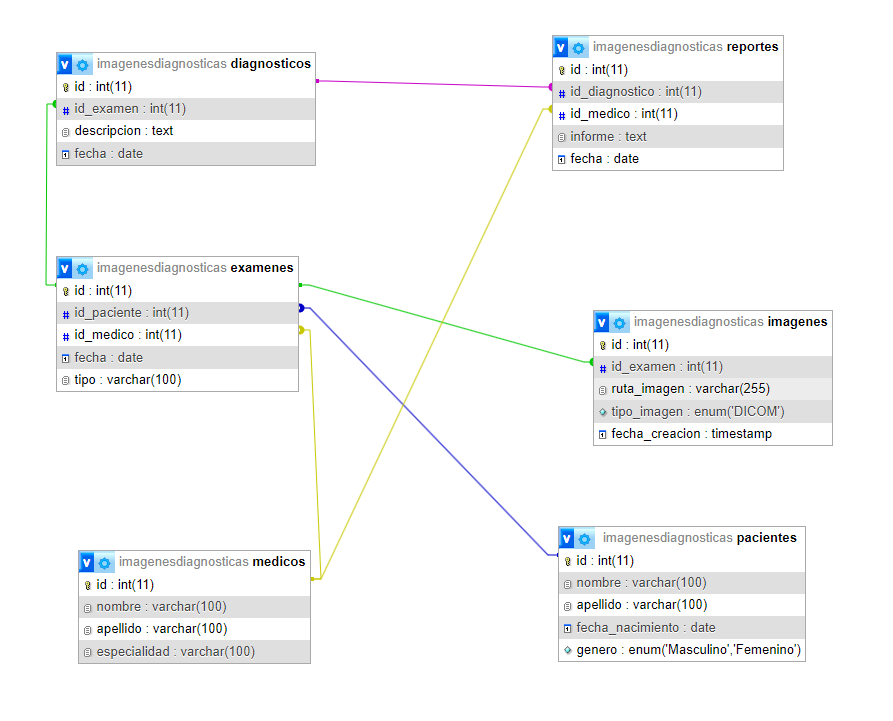 imagenesdiagnosticas diagnosticos
id : int(11)
# id_examen : int(11)
descripcion : text
fecha : date
imagenesdiagnosticas reportes
id : int(11)
# id_diagnostico : int(11)
# id_medico : int(11)
informe : text
fecha : date
imagenesdiagnosticas examenes
id : int(11)
# id_paciente : int(11)
# id_medico : int(11)
fecha : date
tipo : varchar(100)
imagenesdiagnosticas imagenes
id : int(11)
# id_examen : int(11)
ruta_imagen : varchar(255)
tipo_imagen : enum('DICOM')
fecha_creacion : timestamp
imagenesdiagnosticas medicos
id : int(11)
nombre : varchar(100)
apellido : varchar(100)
especialidad : varchar(100)
imagenesdiagnosticas pacientes
id : int(11)
nombre : varchar(100)
apellido : varchar(100)
fecha_nacimiento : date
genero : enum('Masculino','Femenino')